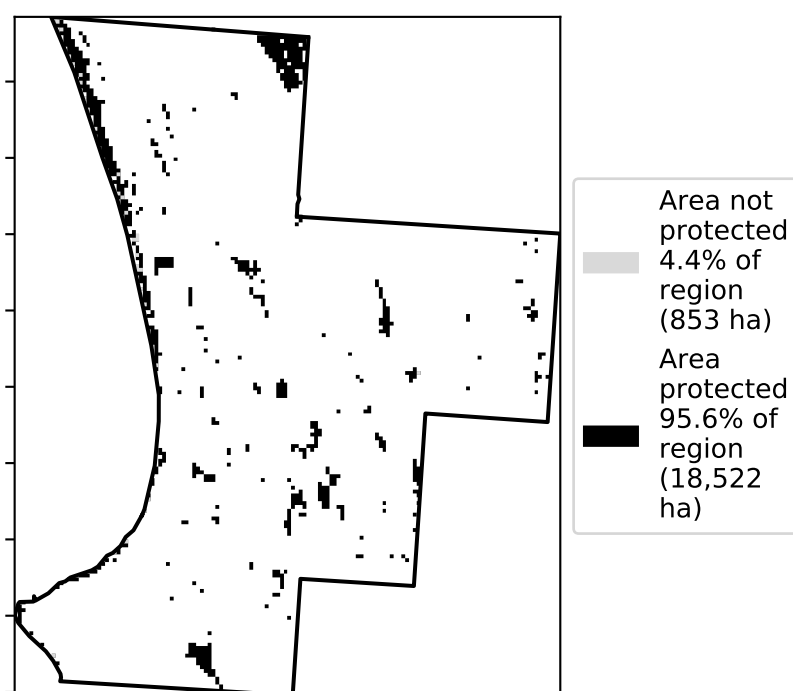 Area not
protected
4.4% of
region
(853 ha)
Area
protected
95.6% of
region
(18,522
ha)